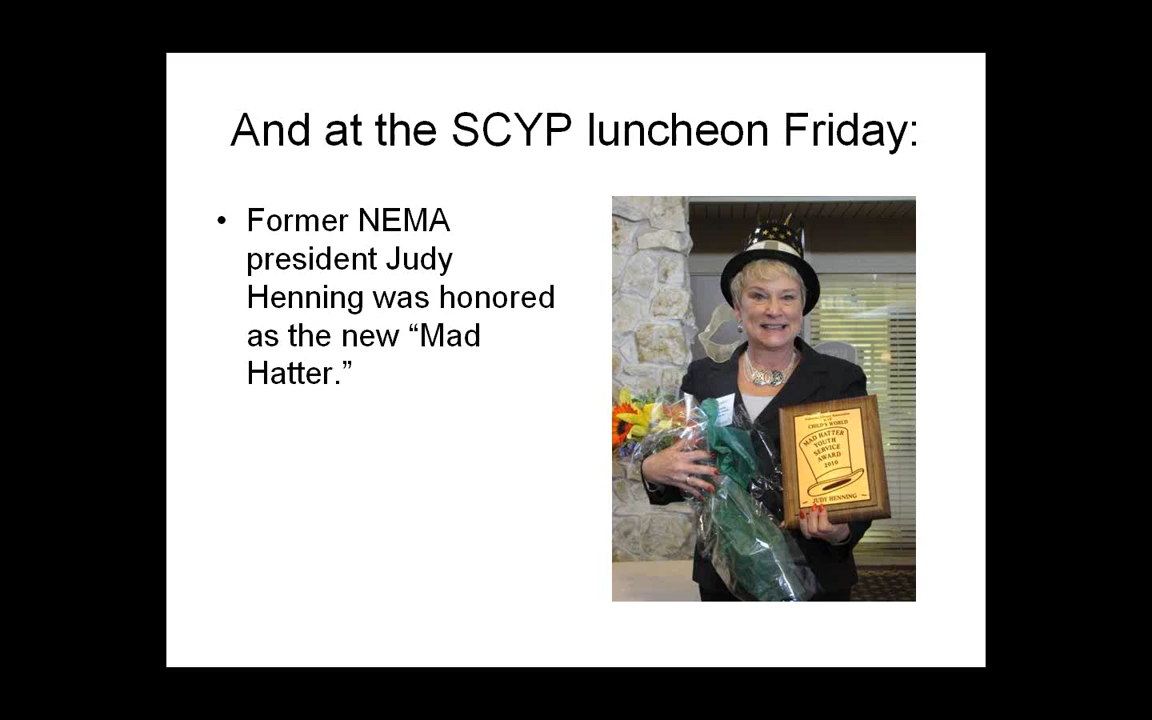 And at the SCYP luncheon Friday:
• Former NEMA
president Judy
Henning was honored
as the new “Mad
Hatter.”
CHILD'S WORLD
MAD HATTER
YOUTH
SERVICE
AWARD
2010
JUDY HENNING